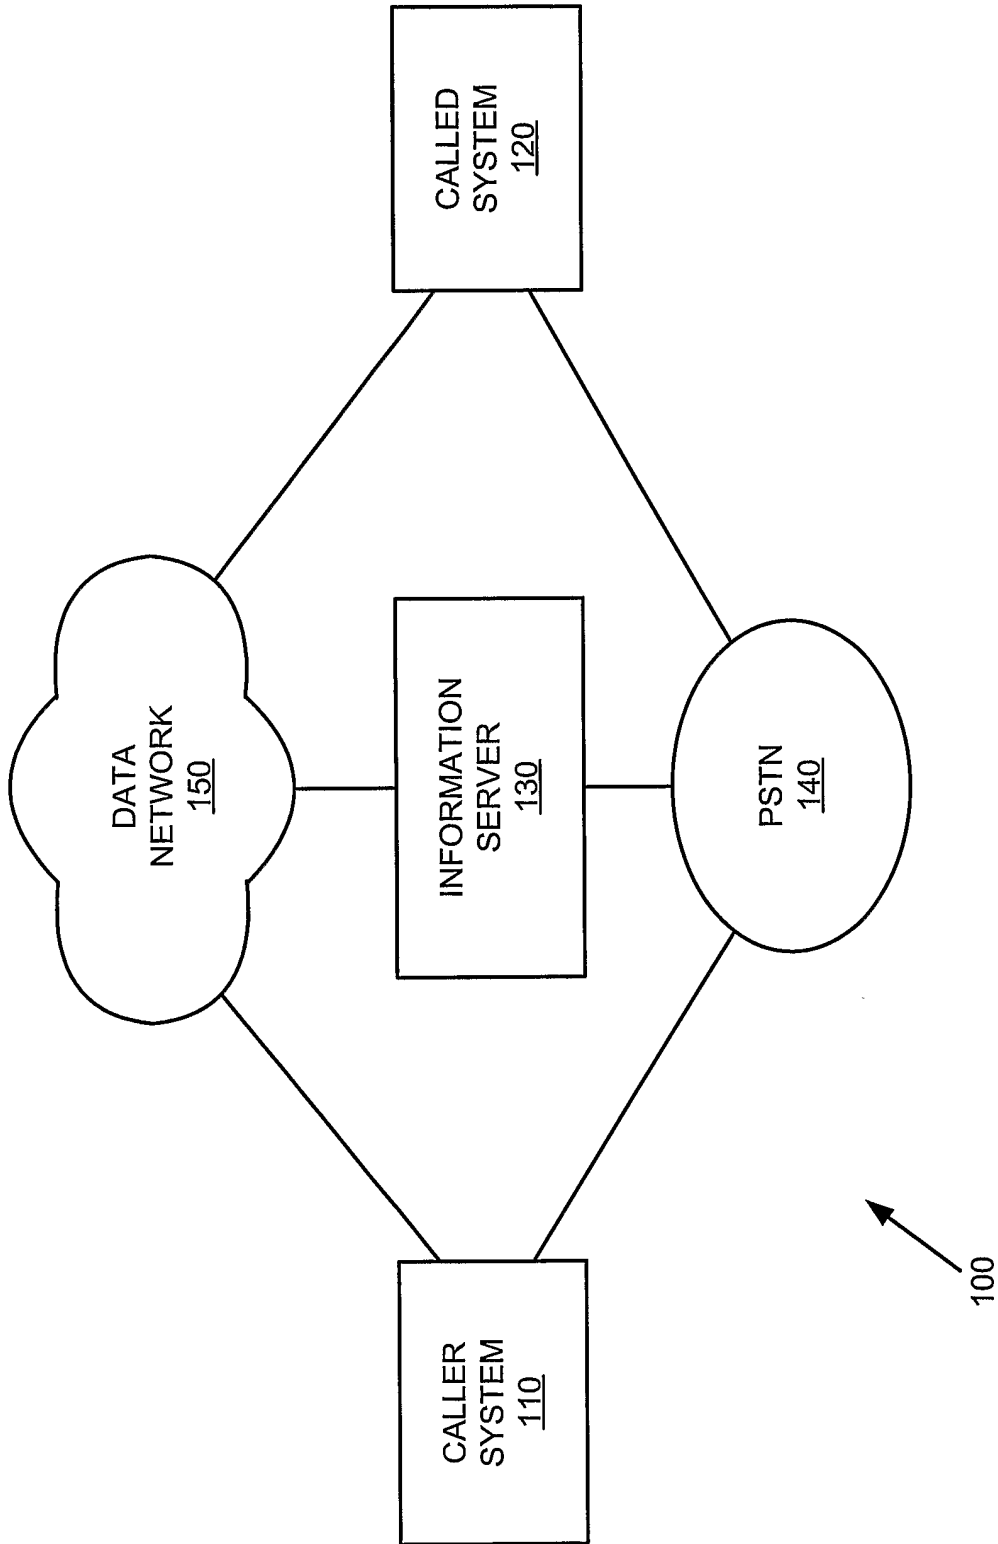 DATA
NETWORK
150
CALLER
SYSTEM
110
INFORMATION
SERVER
130
CALLED
SYSTEM
120
PSTN
140
100